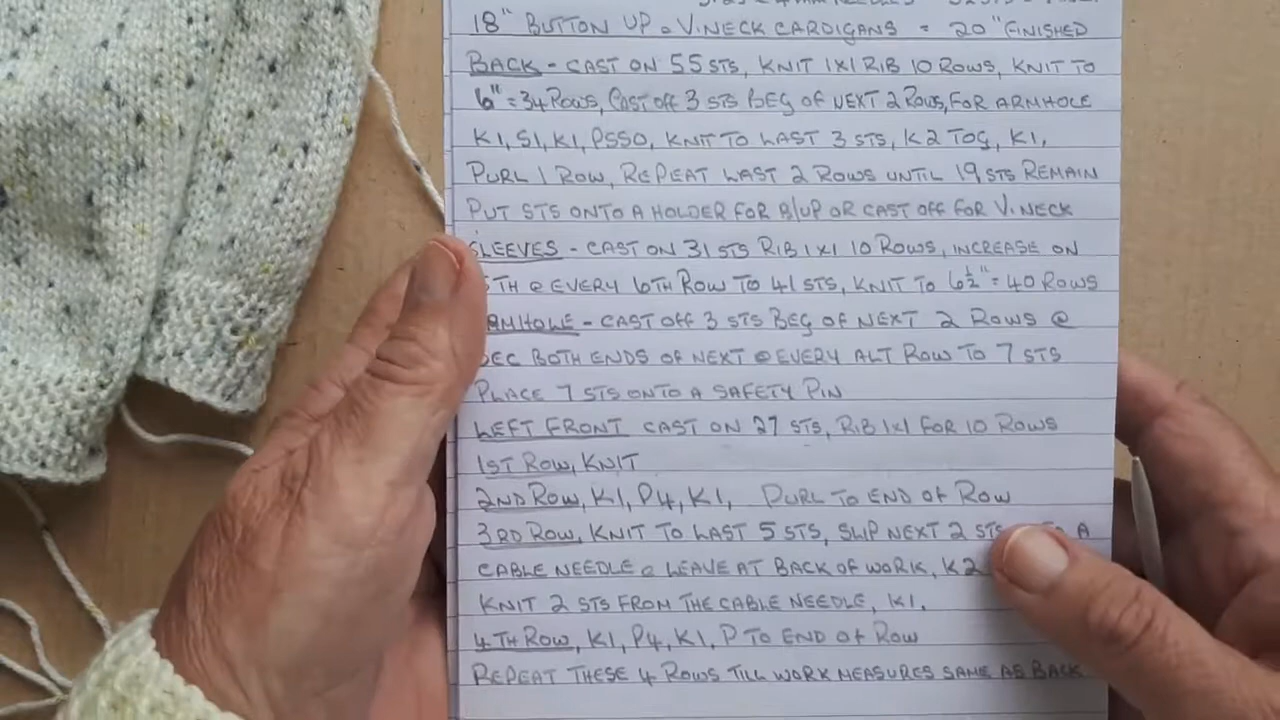 18" BUTTON UP @ V.NECK CARDIGANS = 20" FINISHED
BACK - CAST ON 55 STS, KNIT 1X1 RIB 10 ROWS, KNIT TO
6" = 34 ROWS, CAST OFF 3 STS BEG OF NEXT 2 ROWS, FOR ARMHOLE
K1, S1, K1, PSSO, KNIT TO LAST 3 STS, K2 TOG, K1,
PURL 1 ROW, REPEAT LAST 2 ROWS UNTIL 19 STS REMAIN
PUT STS ONTO A HOLDER FOR B/UP OR CAST OFF FOR V.NECK
SLEEVES - CAST ON 31 STS RIB 1X1 10 ROWS, INCREASE ON
TH @ EVERY 6TH ROW TO 41 STS, KNIT TO 6½" = 40 ROWS
ARMHOLE - CAST OFF 3 STS BEG OF NEXT 2 ROWS @
DEC BOTH ENDS OF NEXT @ EVERY ALT ROW TO 7 STS
PLACE 7 STS ONTO A SAFETY PIN
LEFT FRONT CAST ON 27 STS, RIB 1X1 FOR 10 ROWS
1ST ROW, KNIT
2ND ROW, K1, P4, K1, PURL TO END OF ROW
3RD ROW, KNIT TO LAST 5 STS, SLIP NEXT 2 STS A
CABLE NEEDLE @ LEAVE AT BACK OF WORK, K2
KNIT 2 STS FROM THE CABLE NEEDLE, K1.
4TH ROW, K1, P4, K1, P TO END OF ROW
REPEAT THESE 4 ROWS TILL WORK MEASURES SAME AS BACK